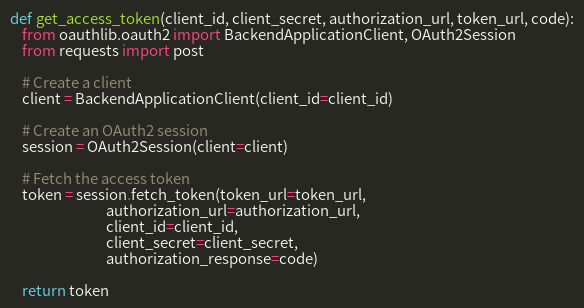 def get_access_token(client_id, client_secret, authorization_url, token_url, code):
from oauthlib.oauth2 import BackendApplicationClient, OAuth2Session
from requests import post
# Create a client
client = BackendApplicationClient(client_id=client_id)
# Create an OAuth2 session
session = OAuth2Session(client=client)
# Fetch the access token
token = session.fetch_token(token_url=token_url,
authorization_url=authorization_url,
client_id=client_id,
client_secret=client_secret,
authorization_response=code)
return token